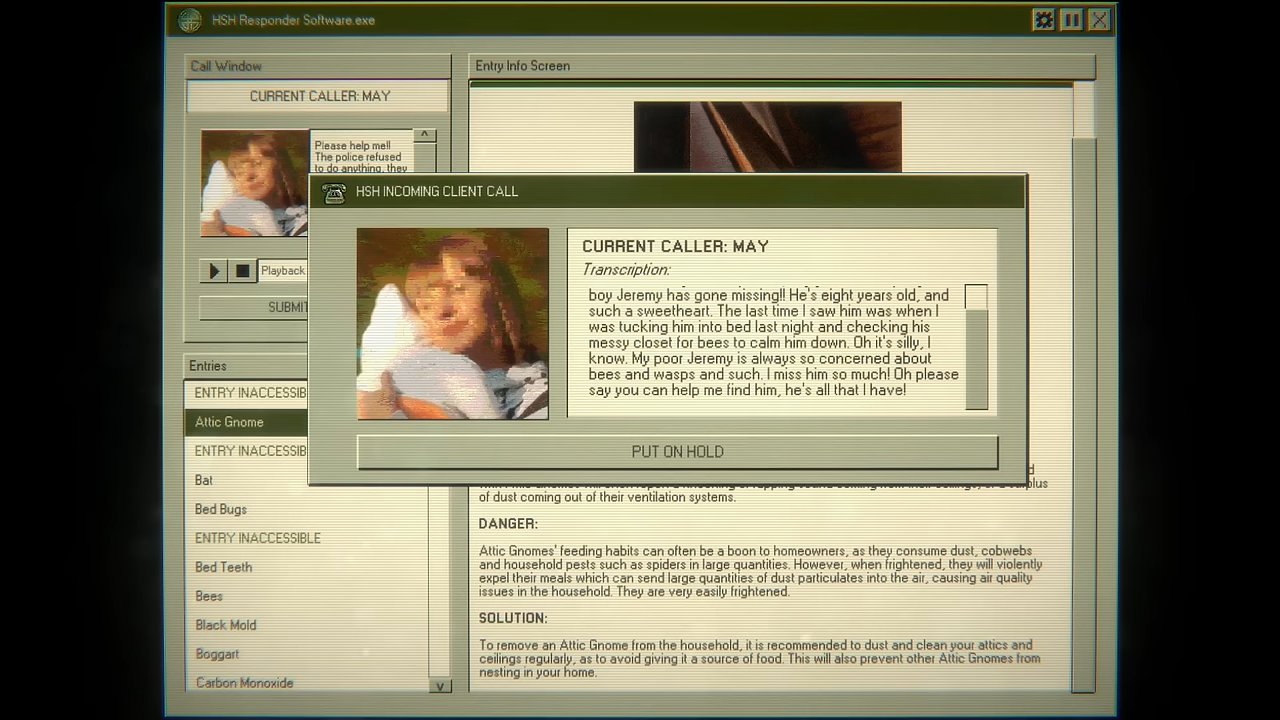 HSH Responder Software.exe
Call Window
Entry Info Screen
CURRENT CALLER: MAY
Please help me!!
The police refused
to do anything, they
HSH INCOMING CLIENT CALL
CURRENT CALLER: MAY
Transcription:
boy Jeremy has gone missing!! He's eight years old, and
such a sweetheart. The last time I saw him was when I
was tucking him into bed last night and checking his
messy closet for bees to calm him down. Oh it's silly, I
know. My poor Jeremy is always so concerned about
bees and wasps and such. I miss him so much! Oh please
say you can help me find him, he's all that I have!
PUT ON HOLD
Playback
SUBMIT
Entries
ENTRY INACCESSIB
Attic Gnome
ENTRY INACCESSIB
Bat
Bed Bugs
ENTRY INACCESSIBLE
Bed Teeth
Bees
Black Mold
Boggart
Carbon Monoxide
of dust coming out of their ventilation systems.
DANGER:
Attic Gnomes' feeding habits can often be a boon to homeowners, as they consume dust, cobwebs
and household pests such as spiders in large quantities. However, when frightened, they will violently
expel their meals which can send large quantities of dust particulates into the air, causing air quality
issues in the household. They are very easily frightened.
SOLUTION:
To remove an Attic Gnome from the household, it is recommended to dust and clean your attics and
ceilings regularly, as to avoid giving it a source of food. This will also prevent other Attic Gnomes from
nesting in your home.